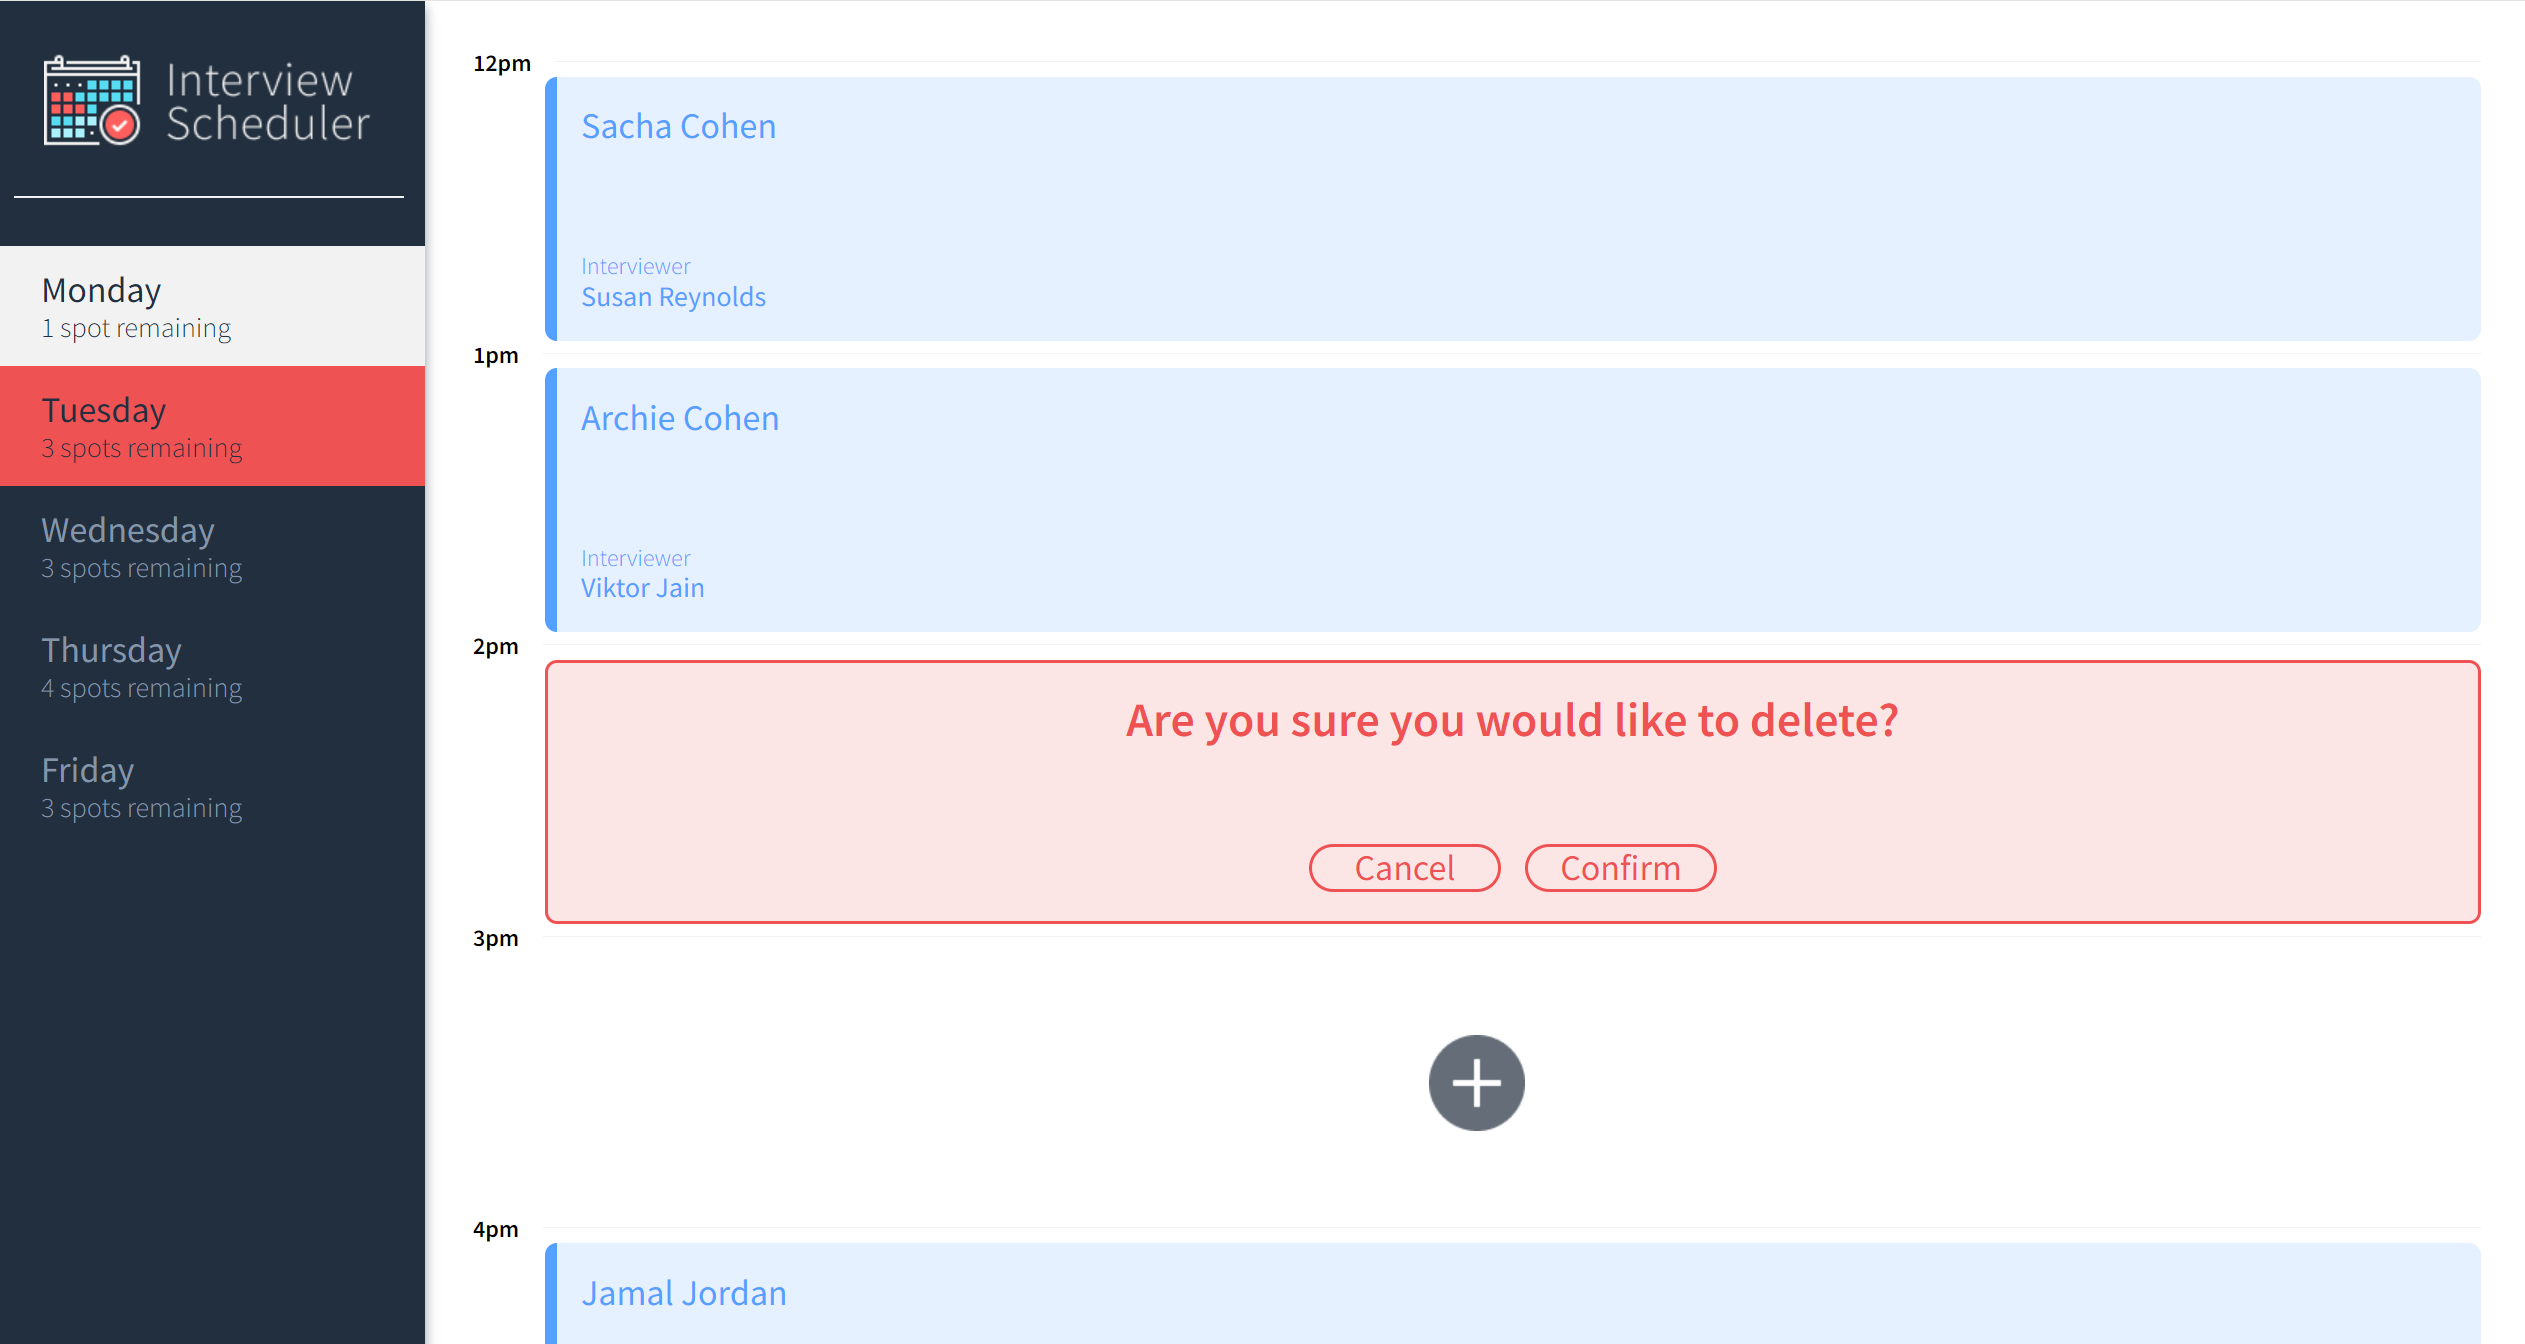 Interview
Scheduler
Monday
1 spot remaining
Tuesday
3 spots remaining
Wednesday
3 spots remaining
Thursday
4 spots remaining
Friday
3 spots remaining
12pm
Sacha Cohen
Interviewer
Susan Reynolds
1pm
Archie Cohen
Interviewer
Viktor Jain
2pm
Are you sure you would like to delete?
Cancel Confirm
3pm
4pm
Jamal Jordan